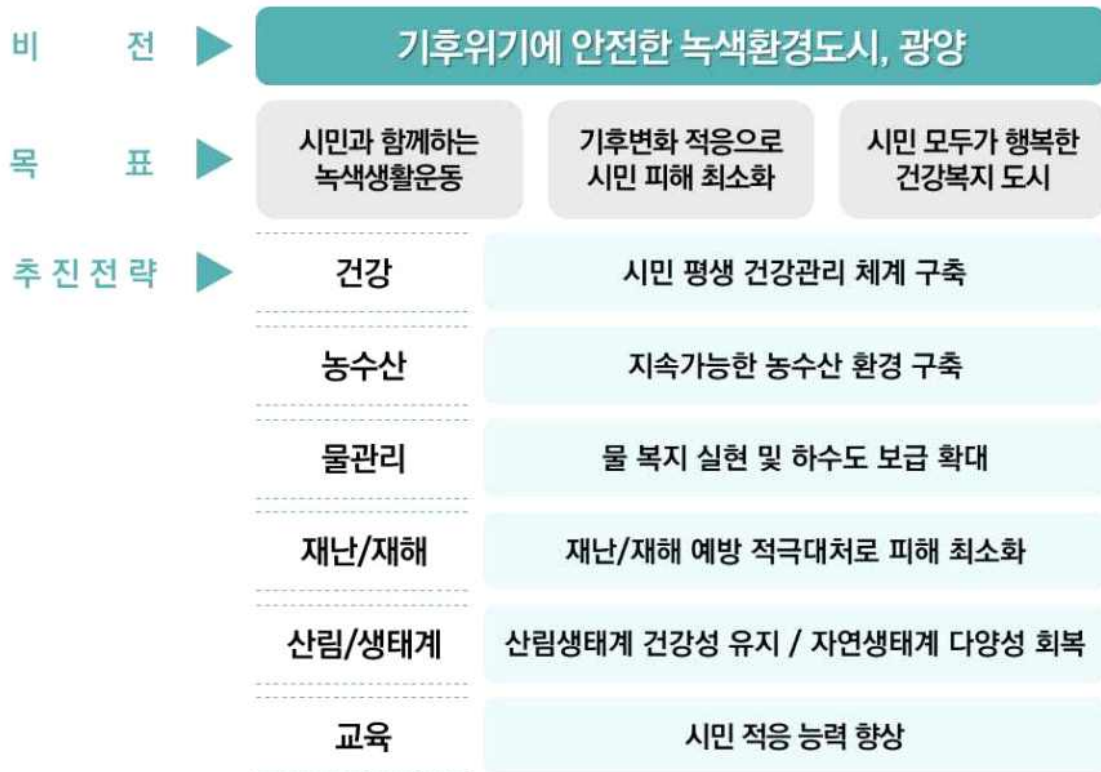 비 전
기후위기에 안전한 녹색환경도시, 광양
목 표
시민과 함께하는
녹색생활운동
기후변화 적응으로
시민 피해 최소화
시민 모두가 행복한
건강복지 도시
추진전략
건강
시민 평생 건강관리 체계 구축
농수산
지속가능한 농수산 환경 구축
물관리
물 복지 실현 및 하수도 보급 확대
재난/재해
재난/재해 예방 적극대처로 피해 최소화
산림/생태계
산림생태계 건강성 유지 / 자연생태계 다양성 회복
교육
시민 적응 능력 향상